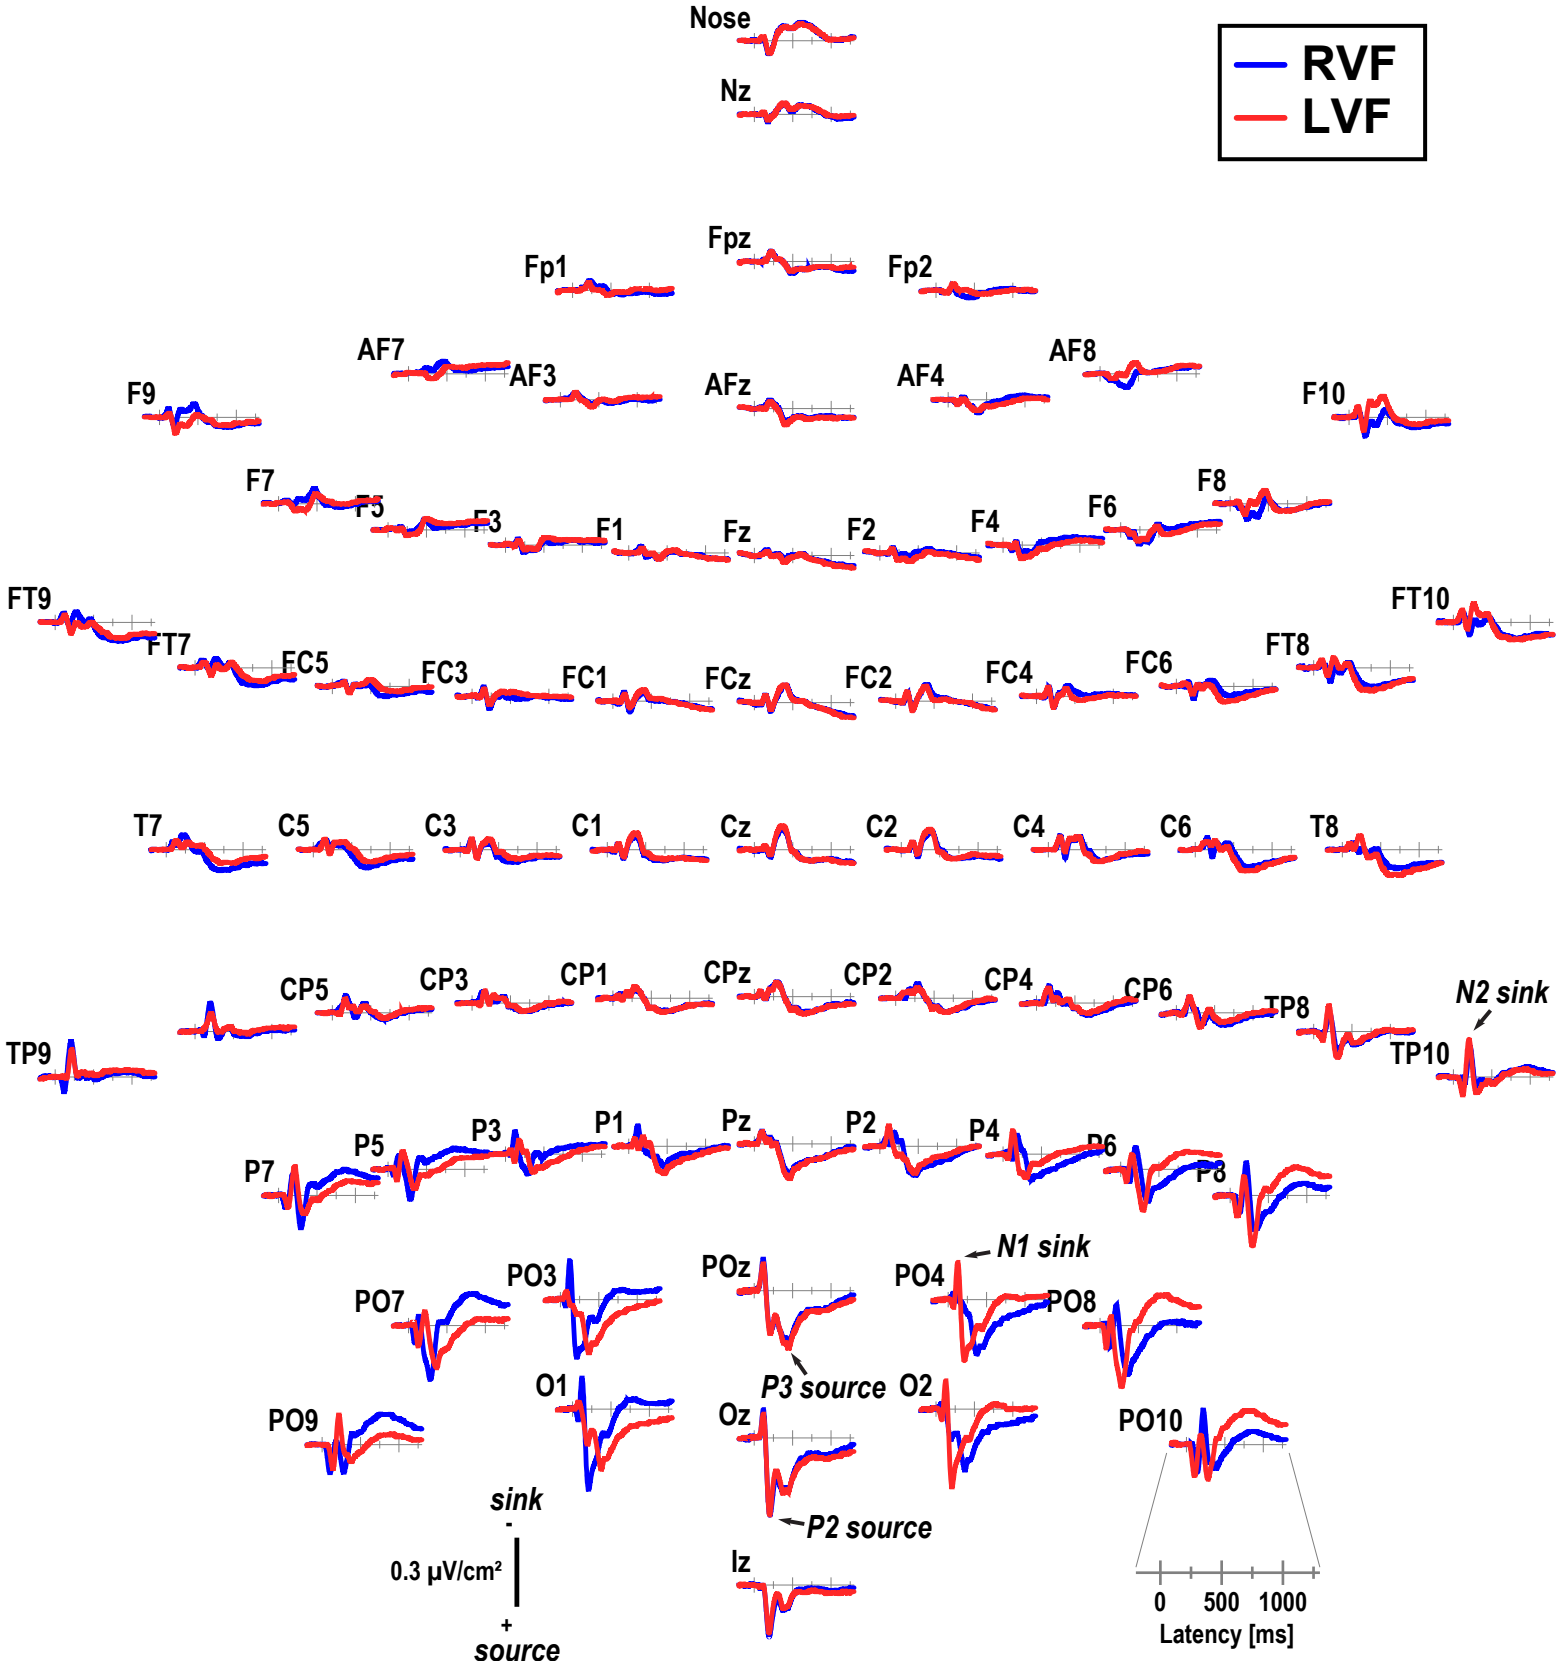 Nose
RVF
Nz
LVF
Fpz
Fp1
Fp2
AF7
AF8
AF3
AFz
AF4
F9
F10
F7
F8
F5
F3
F1
Fz
F2
F4
F6
FT9
FT10
FT7
FC5
FC3
FC1
FCz
FC2
FC4
FC6
FT8
T7
C5
C3
C1
Cz
C2
C4
C6
T8
CP5
CP3
CP1
CPz
CP2
CP4
CP6
TP8
N2 sink
TP9
TP10
P7
P5
P3
P1
Pz
P2
P4
P6
P8
N1 sink
PO7
PO3
POz
PO4
PO8
P3 source
PO9
O1
Oz
O2
PO10
sink
-
P2 source
0.3 µV/cm²
Iz
+
source
0 500 1000
Latency [ms]